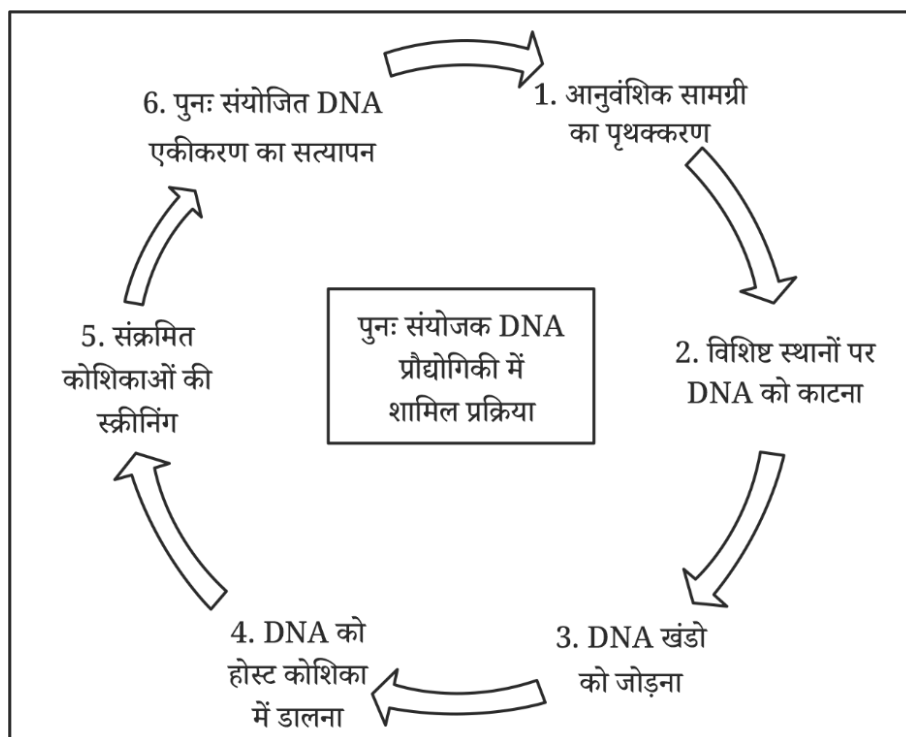 1. आनुवंशिक सामग्री
का पृथक्करण
2. विशिष्ट स्थानों पर
DNA को काटना
3. DNA खंडो
को जोड़ना
4. DNA को
होस्ट कोशिका
में डालना
5. संक्रमित
कोशिकाओं की
स्क्रीनिंग
6. पुनः संयोजित DNA
एकीकरण का सत्यापन
पुनः संयोजक DNA
प्रौद्योगिकी में
शामिल प्रक्रिया